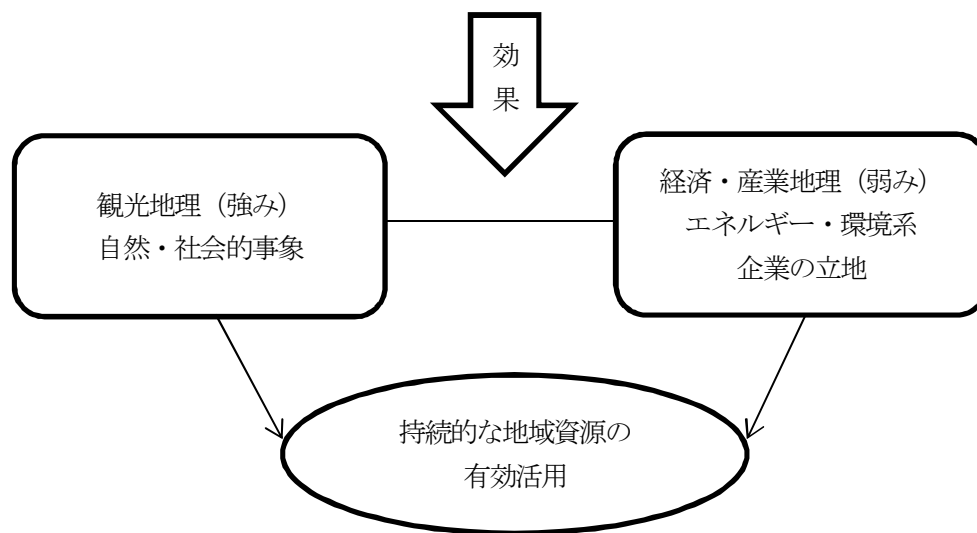 効
果
観光地理（強み）
自然・社会的事象
経済・産業地理（弱み）
エネルギー・環境系
企業の立地
持続的な地域資源の
有効活用